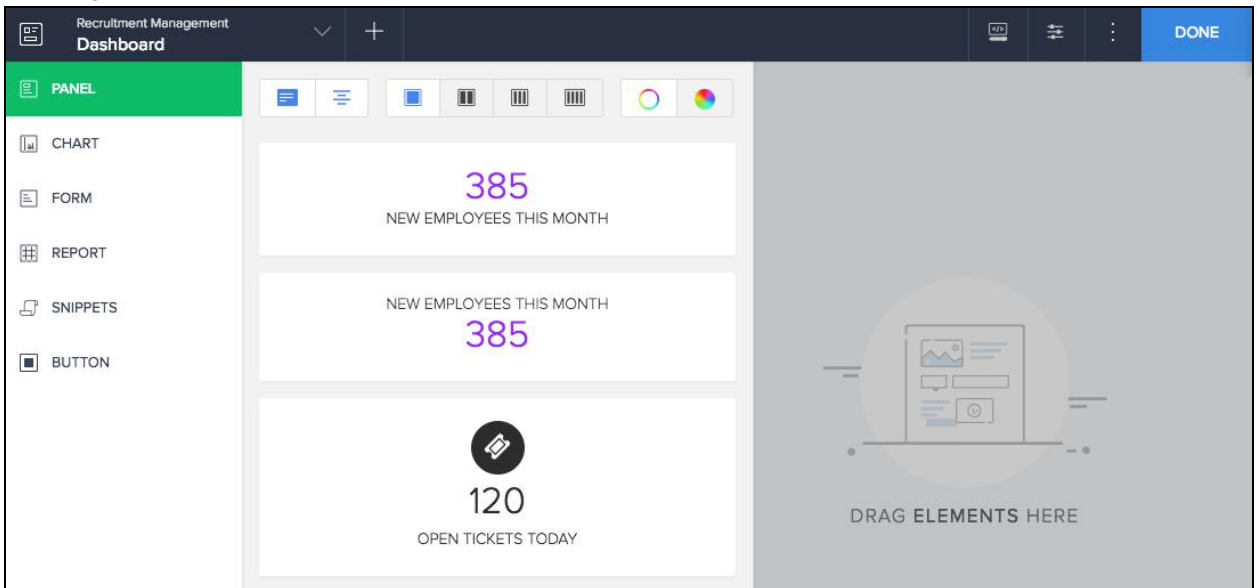 Recruitment Management
Dashboard
DONE
PANEL
CHART
FORM
REPORT
SNIPPETS
BUTTON
385
NEW EMPLOYEES THIS MONTH
NEW EMPLOYEES THIS MONTH
385
120
OPEN TICKETS TODAY
DRAG ELEMENTS HERE